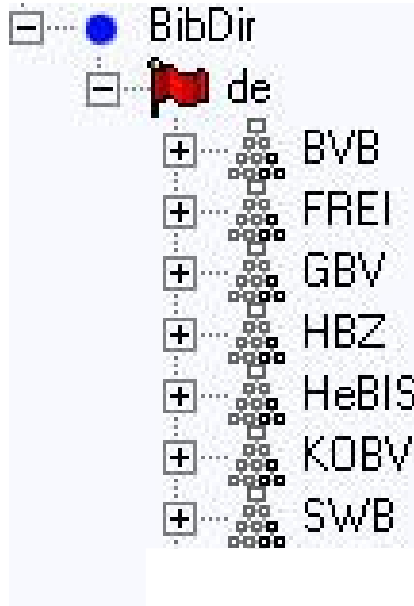 BibDir
de
BVB
FREI
GBV
HBZ
HeBIS
KOBV
SWB